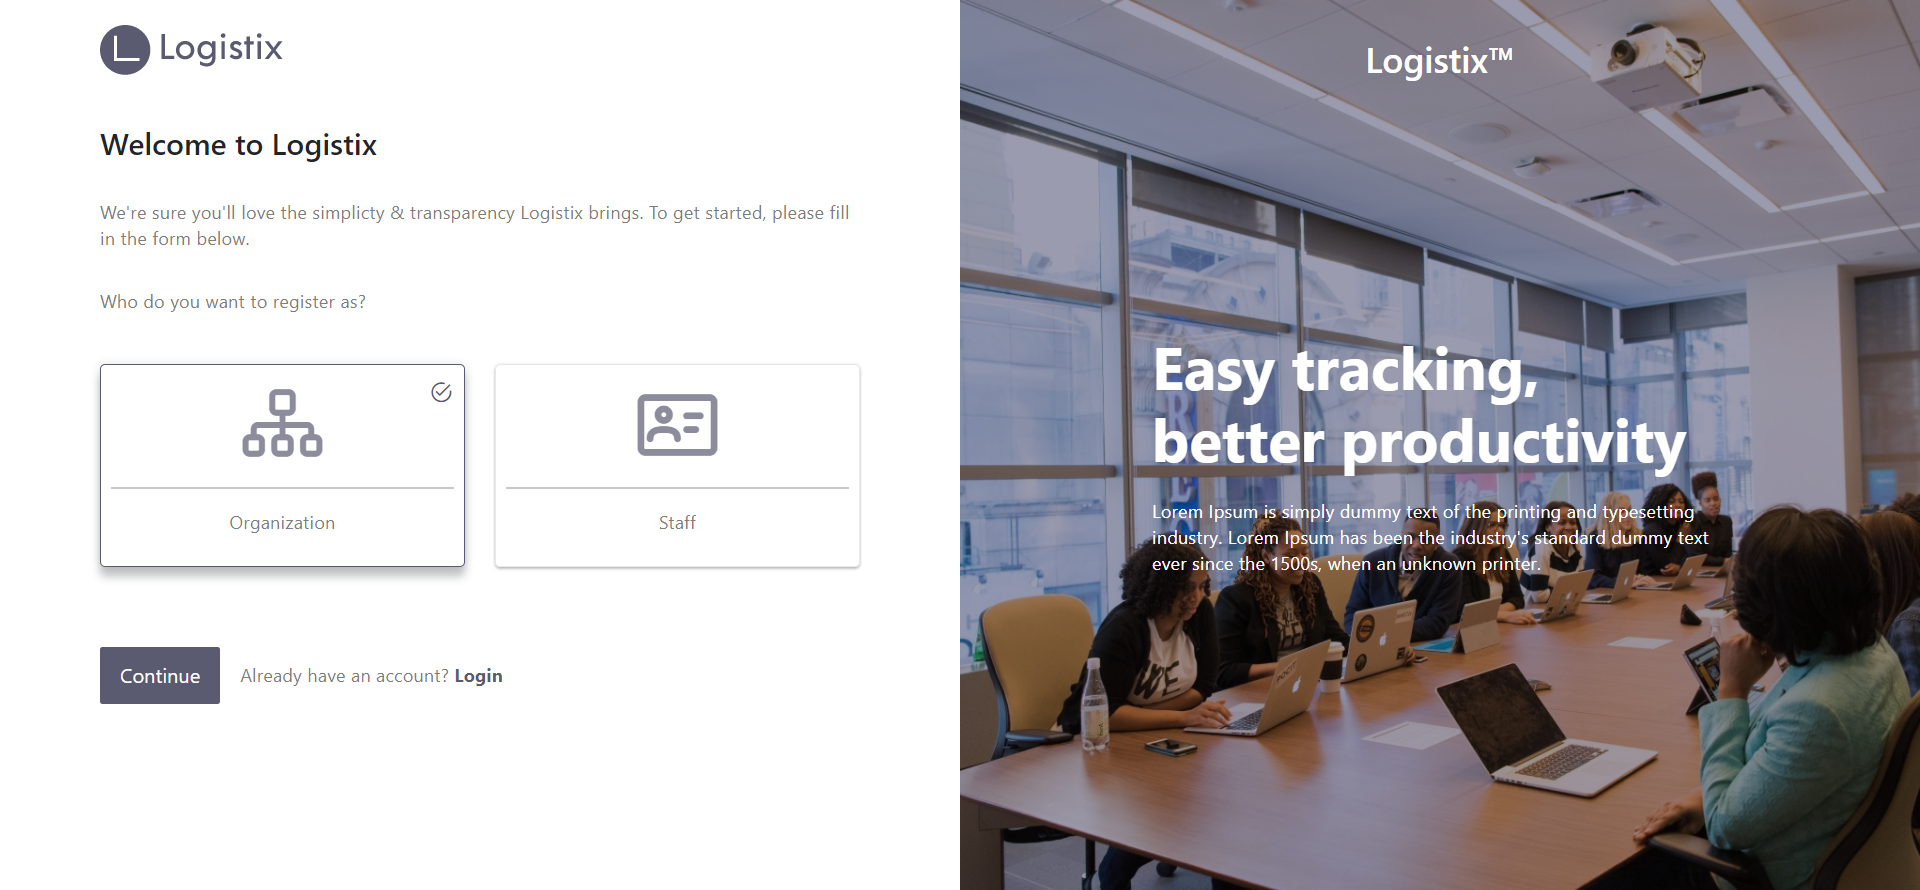 Logistix
Welcome to Logistix
We're sure you'll love the simplicty & transparency Logistix brings. To get started, please fill
in the form below.
Who do you want to register as?
Organization
Staff
Continue
Already have an account? Login
Logistix™
Easy tracking,
better productivity
Lorem Ipsum is simply dummy text of the printing and typesetting
industry. Lorem Ipsum has been the industry's standard dummy text
ever since the 1500s, when an unknown printer.
WE